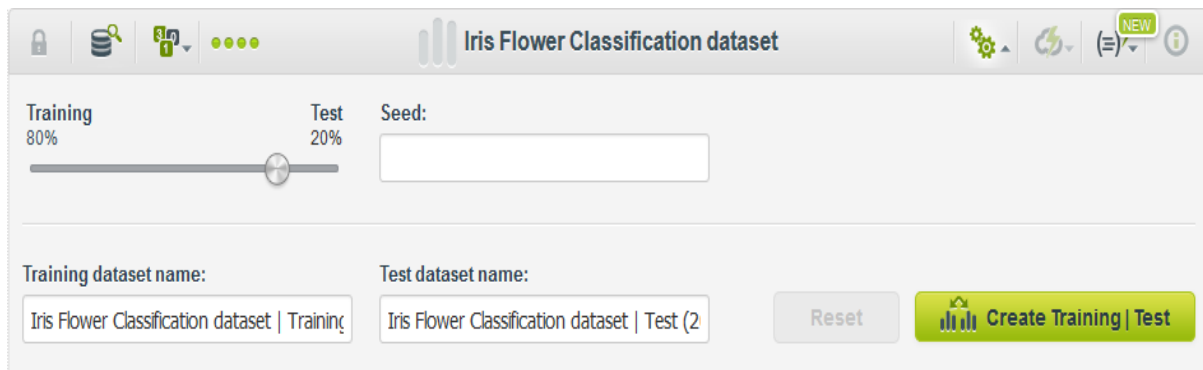 Iris Flower Classification dataset
NEW
Training Test Seed:
80% 20%
Training dataset name: Test dataset name:
Iris Flower Classification dataset | Training Iris Flower Classification dataset | Test (2 Reset Create Training | Test